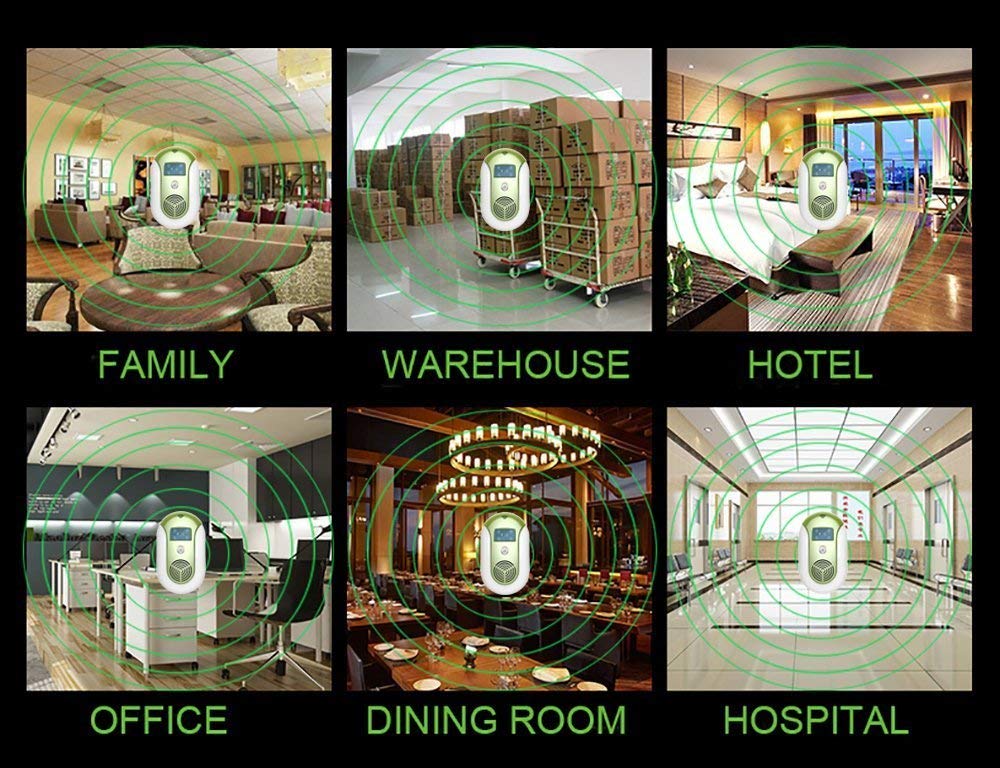 FAMILY
WAREHOUSE
HOTEL
OFFICE
DINING ROOM
HOSPITAL